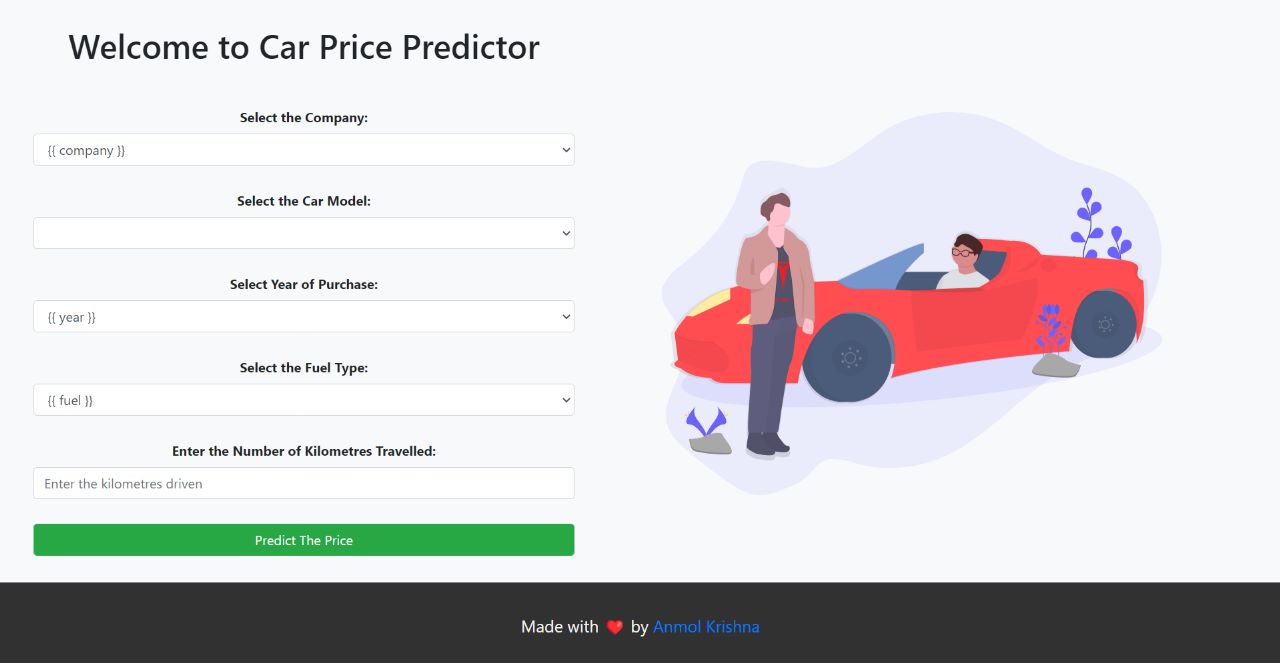 Welcome to Car Price Predictor
Select the Company:
{{ company }}
Select the Car Model:
Select Year of Purchase:
{{ year }}
Select the Fuel Type:
{{ fuel }}
Enter the Number of Kilometres Travelled:
Enter the kilometres driven
Predict The Price
Made with ❤️ by Anmol Krishna